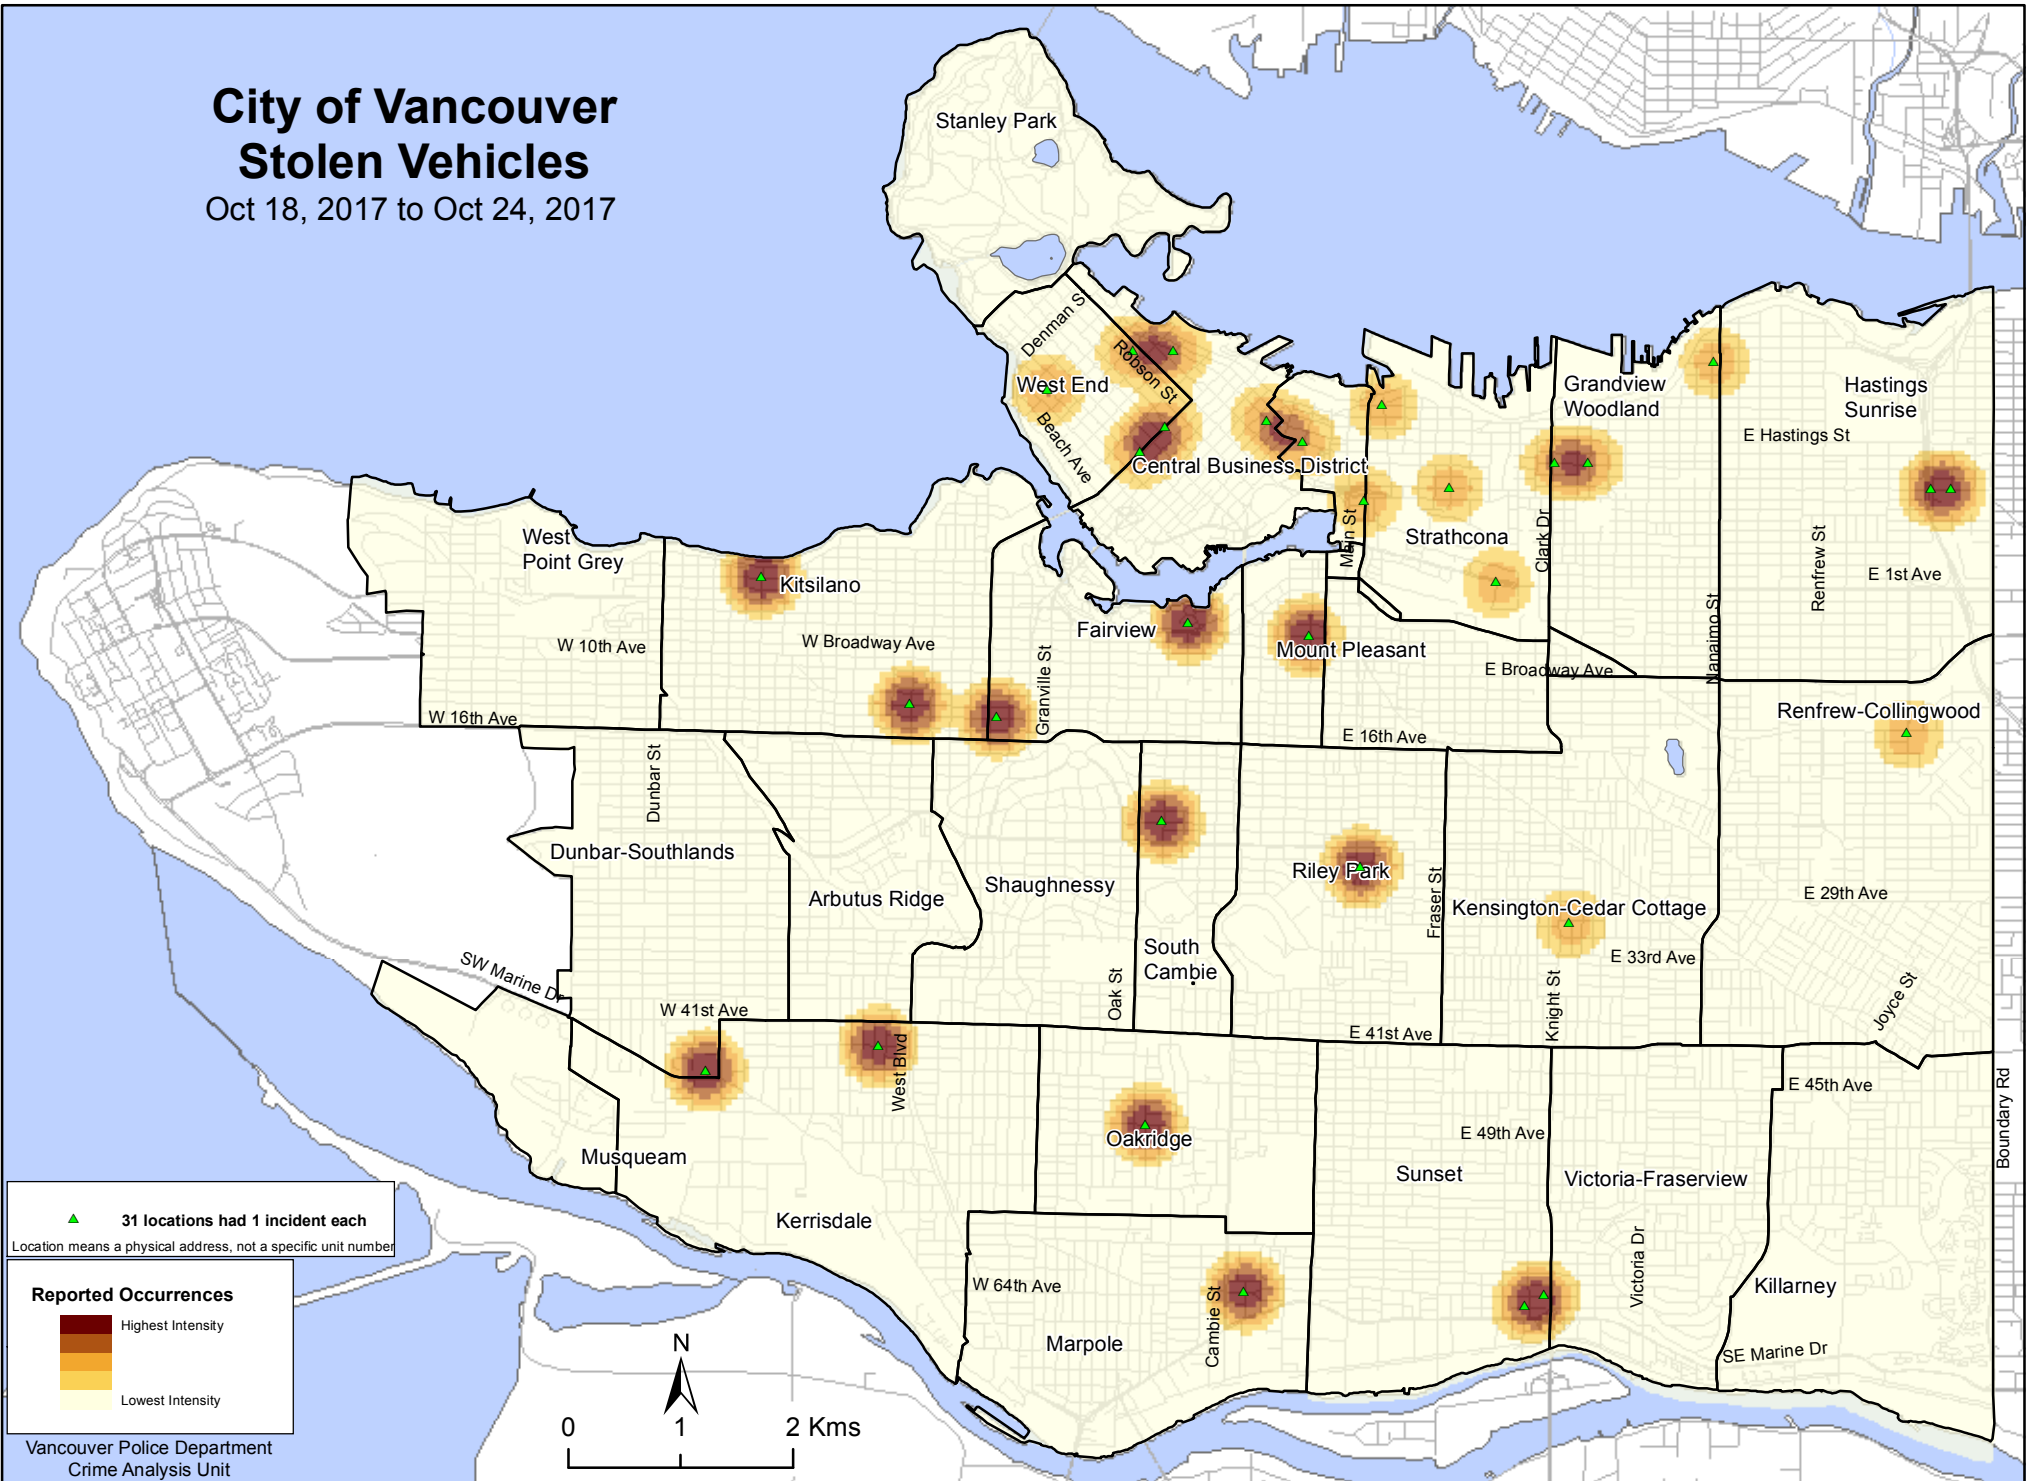 City of Vancouver
Stolen Vehicles
Oct 18, 2017 to Oct 24, 2017
Stanley Park
Denman S
Robson St
West End
Beach Ave
Central Business District
Grandview
Woodland
Hastings
Sunrise
E Hastings St
Main St
Strathcona
Clark Dr
Renfrew St
E 1st Ave
Nanaimo St
West
Point Grey
Kitsilano
W 10th Ave
W Broadway Ave
Fairview
Granville St
Mount Pleasant
E Broadway Ave
W 16th Ave
E 16th Ave
Renfrew-Collingwood
Dunbar St
Dunbar-Southlands
Arbutus Ridge
Shaughnessy
Riley Park
Fraser St
Kensington-Cedar Cottage
E 29th Ave
South
Cambie
Oak St
E 33rd Ave
Knight St
Joyce St
SW Marine Dr
W 41st Ave
E 41st Ave
West Blvd
E 45th Ave
Boundary Rd
Oakridge
E 49th Ave
Sunset
Victoria-Fraserview
Musqueam
Kerrisdale
Victoria Dr
W 64th Ave
Cambie St
Killarney
Marpole
SE Marine Dr
31 locations had 1 incident each
Location means a physical address, not a specific unit number
Reported Occurrences
Highest Intensity
Lowest Intensity
Vancouver Police Department
Crime Analysis Unit
N
0 1 2 Kms